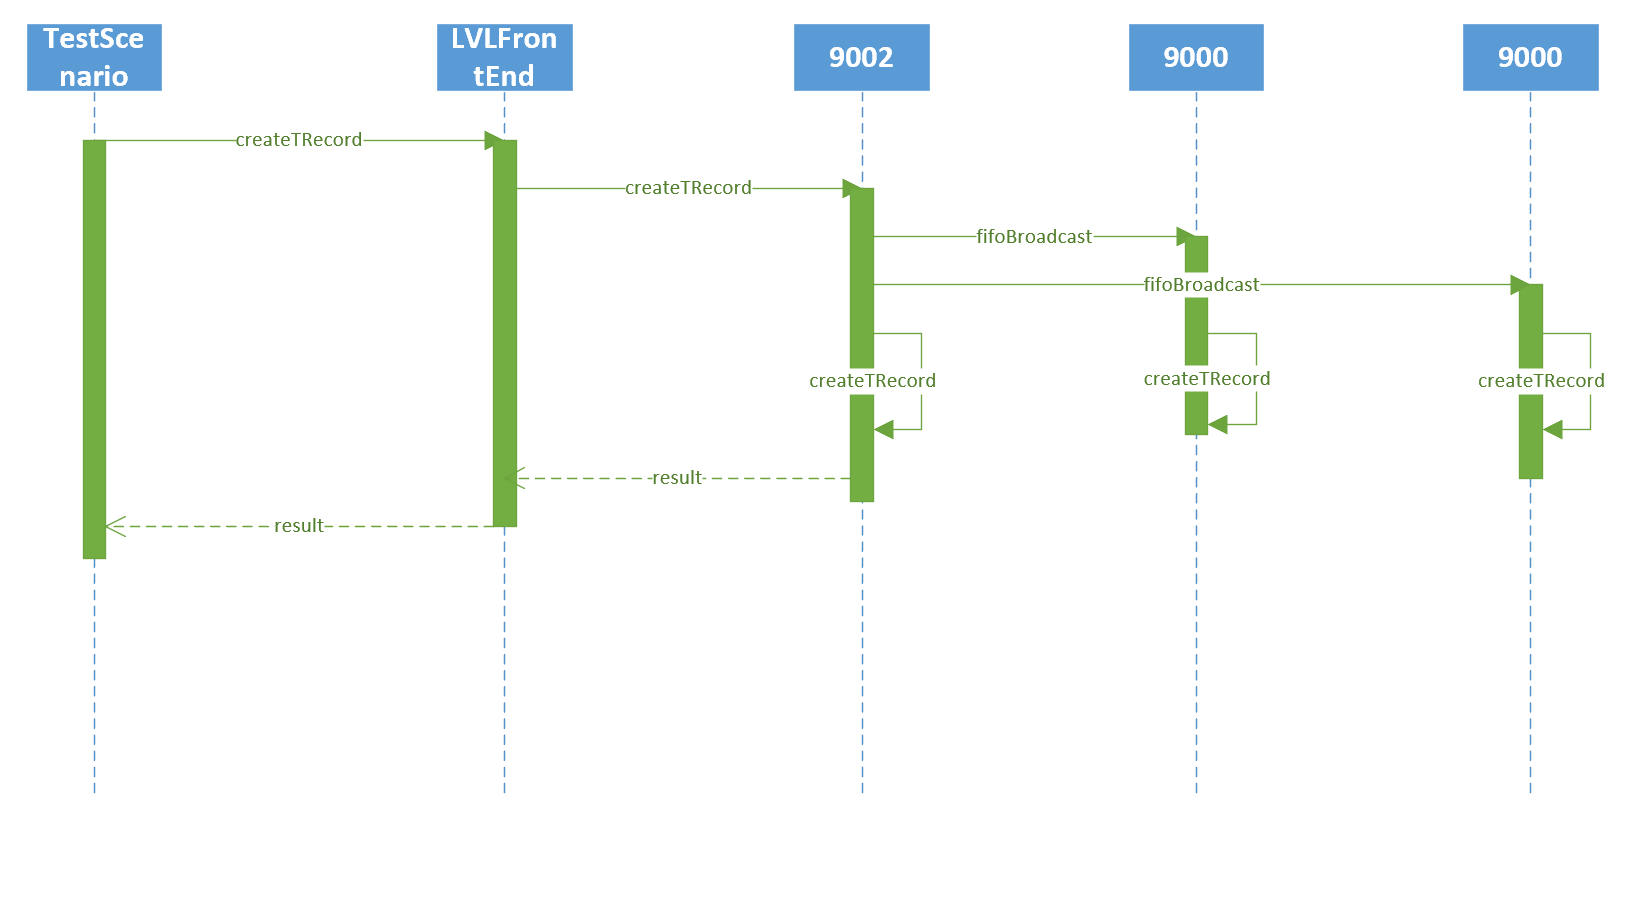 TestSce
nario
LVLFron
tEnd
9002
9000
9000
createTRecord
createTRecord
fifoBroadcast
fifoBroadcast
createTRecord
createTRecord
createTRecord
result
result